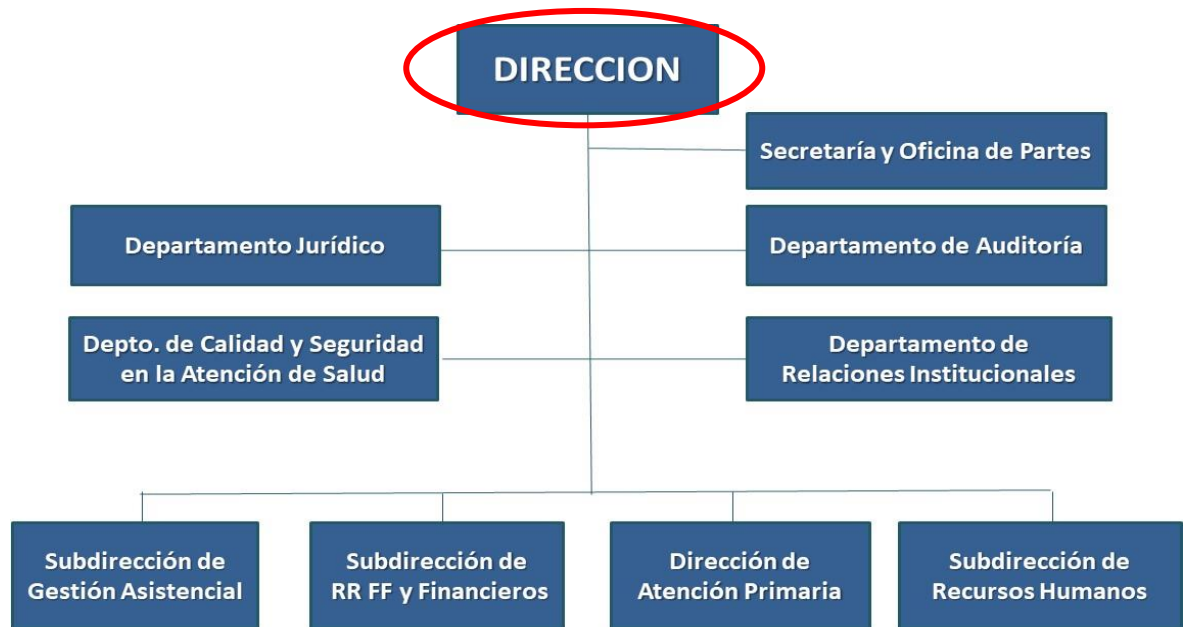 DIRECCION
Secretaría y Oficina de Partes
Departamento Jurídico
Departamento de Auditoría
Depto. de Calidad y Seguridad
en la Atención de Salud
Departamento de
Relaciones Institucionales
Subdirección de
Gestión Asistencial
Subdirección de
RR FF y Financieros
Dirección de
Atención Primaria
Subdirección de
Recursos Humanos